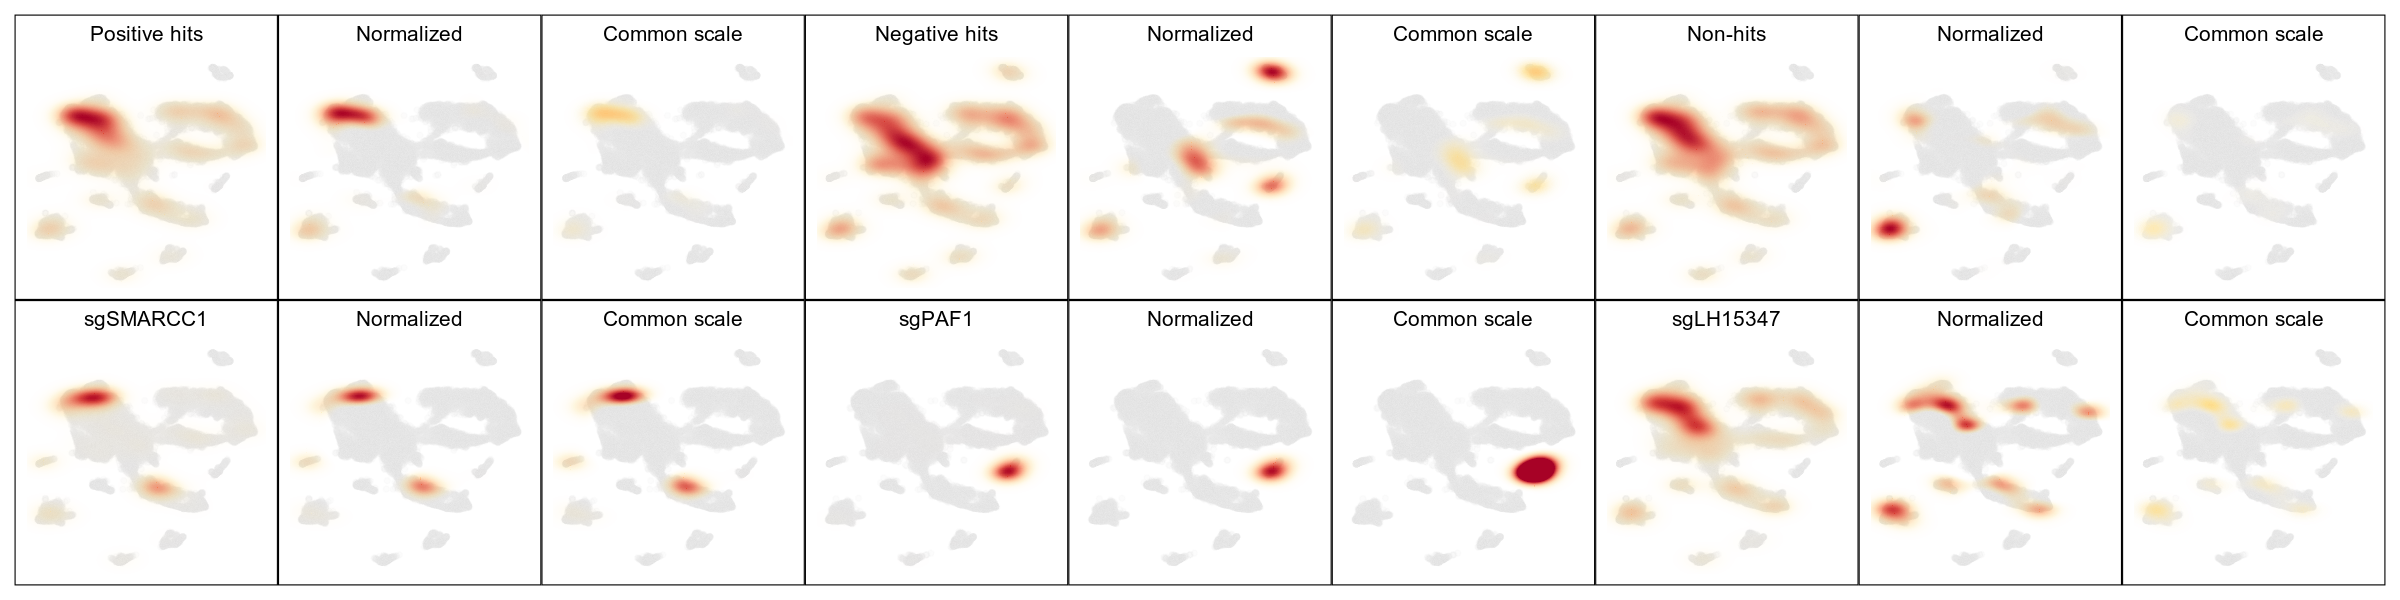 Positive hits
Normalized
Common scale
Negative hits
Normalized
Common scale
Non-hits
Normalized
Common scale
sgSMARCC1
Normalized
Common scale
sgPAF1
Normalized
Common scale
sgLH15347
Normalized
Common scale